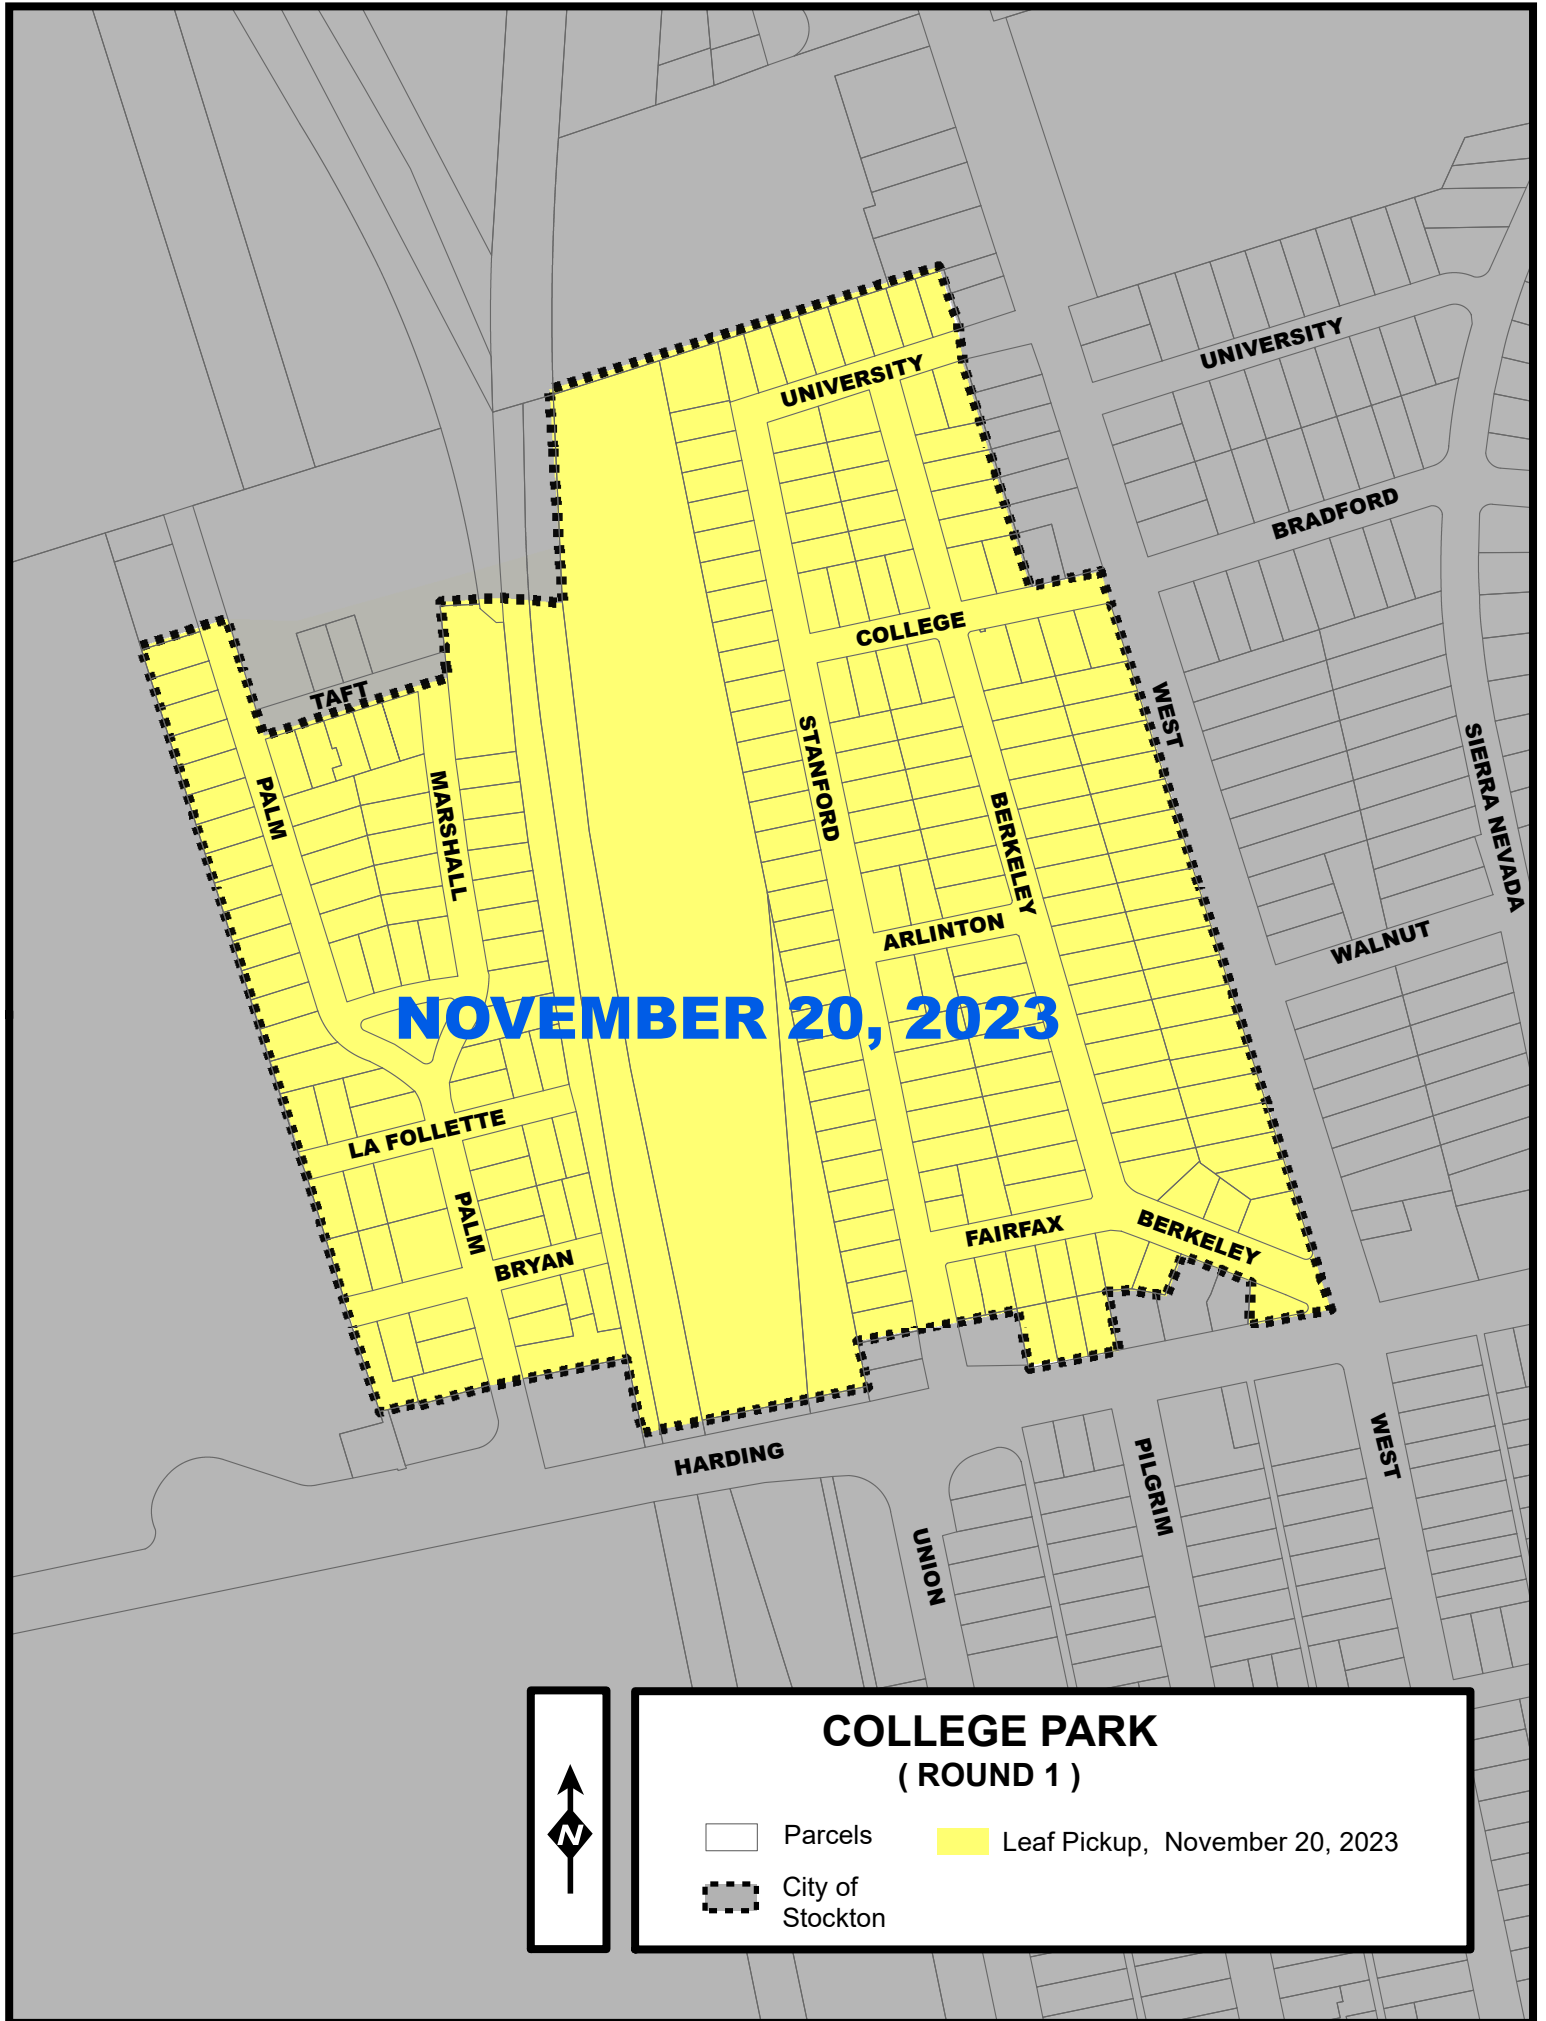 UNIVERSITY
UNIVERSITY
BRADFORD
COLLEGE
TAFT
WEST
STANFORD
SIERRA NEVADA
PALM
MARSHALL
BERKELEY
ARLINTON
WALNUT
NOVEMBER 20, 2023
LA FOLLETTE
PALM
FAIRFAX
BERKELEY
BRYAN
HARDING
WEST
PILGRIM
UNION
COLLEGE PARK
( ROUND 1 )
Parcels
Leaf Pickup, November 20, 2023
City of
Stockton
N